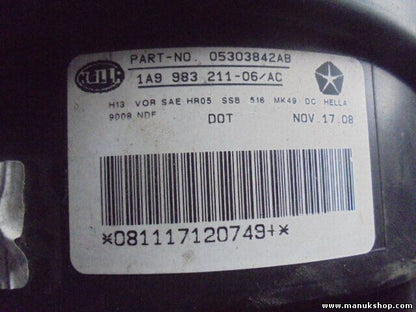 PART-NO. 05303842AB
HELLA
1A9 983 211-06/AC
H13 VOR SAE HR05 SSB 516 MK49 DC HELLA
9008 NDF DOT NOV.17.08
*081117120749+*
www.manukshop.com